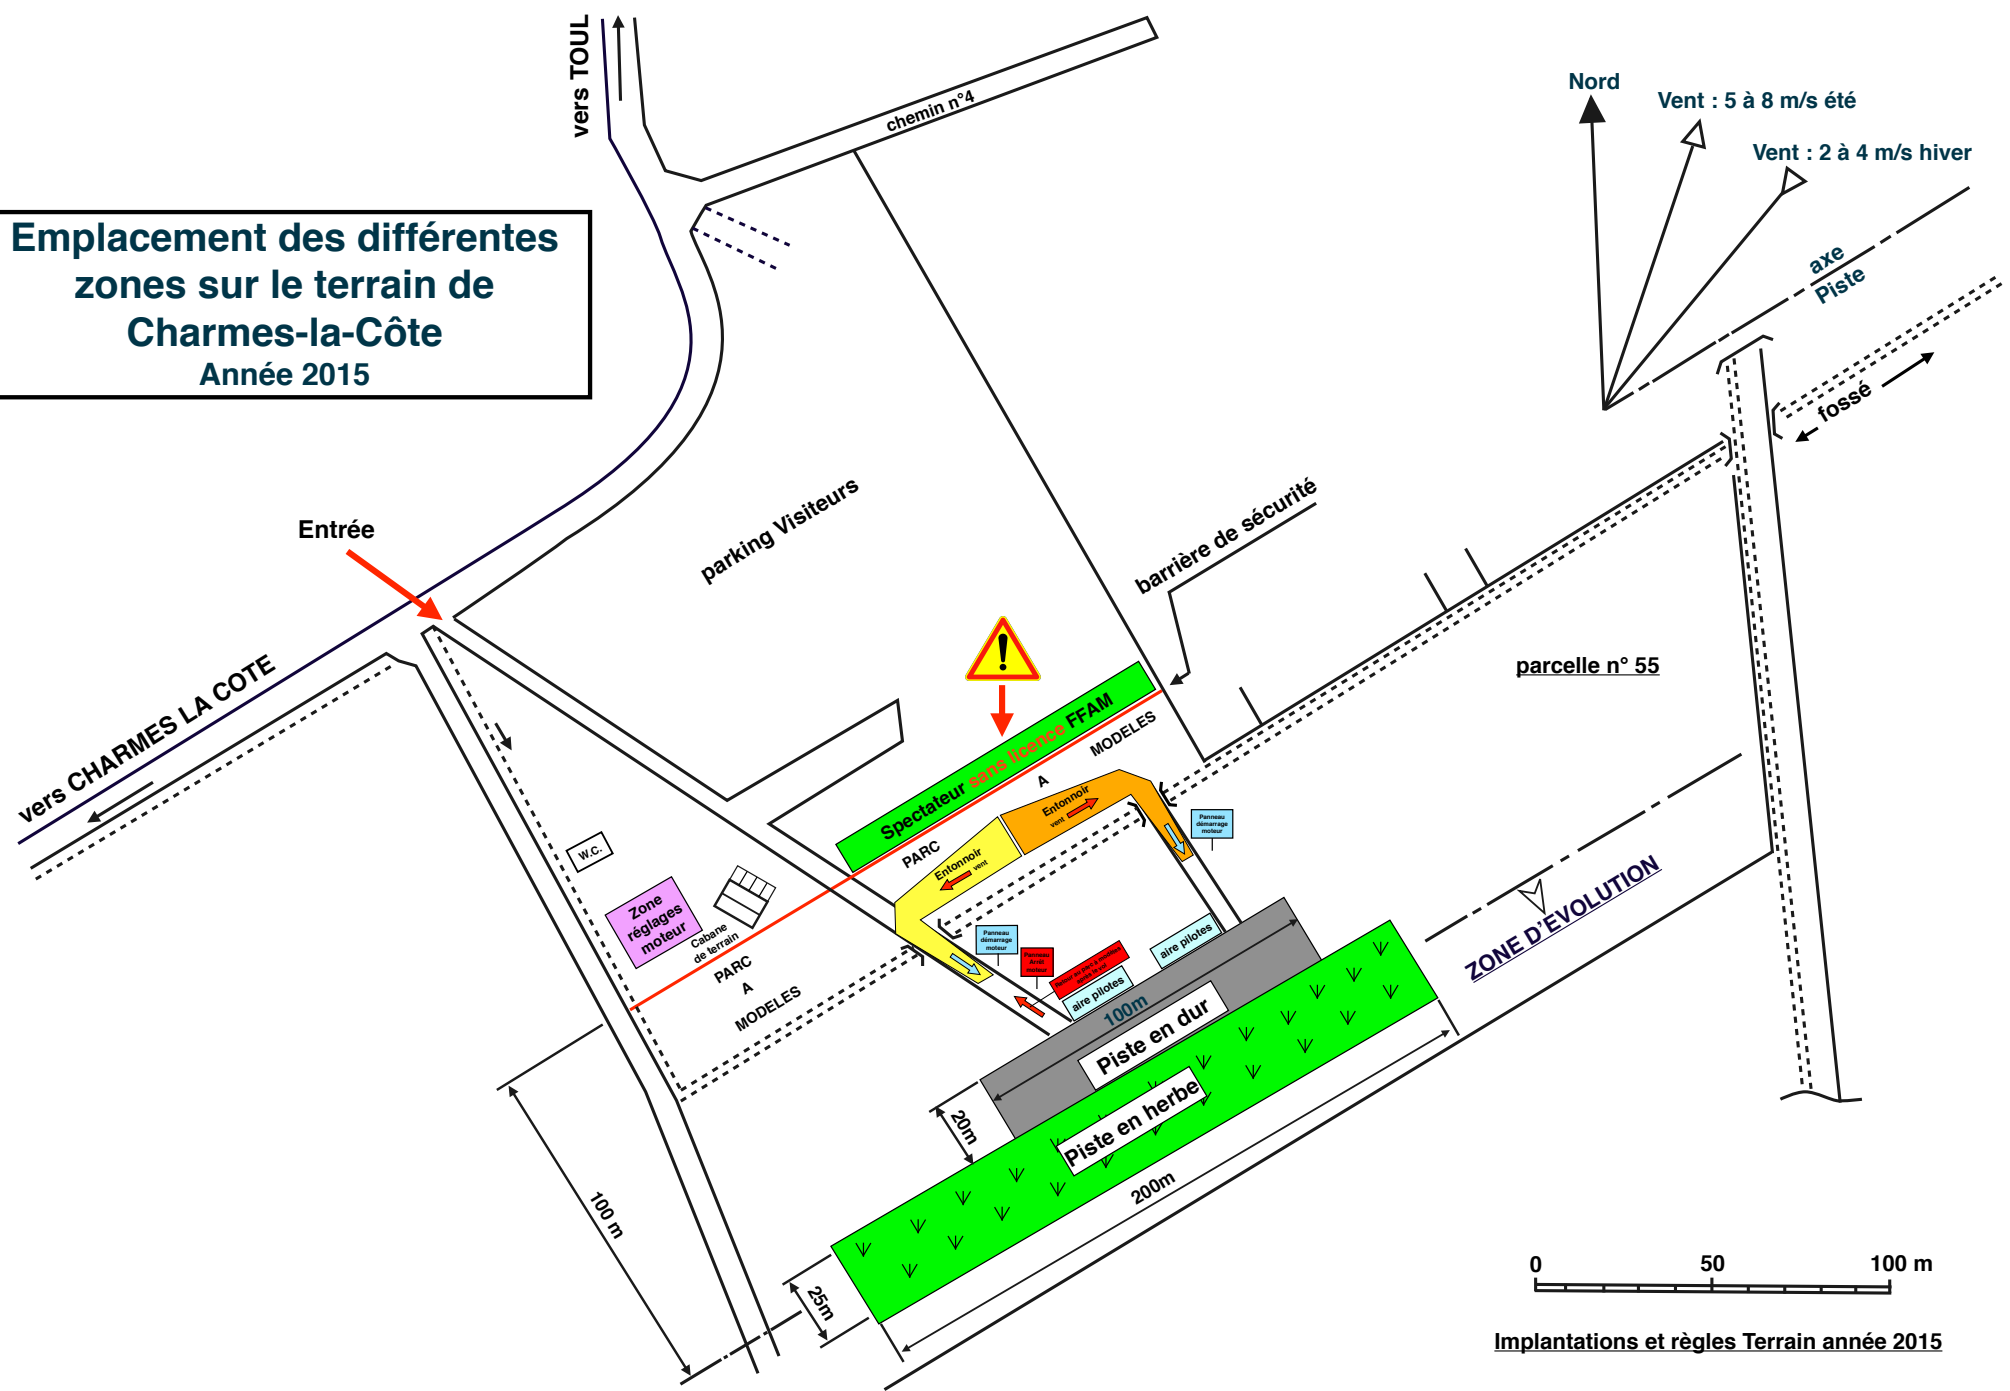 vers TOUL
chemin n°4
Nord
Vent : 5 à 8 m/s été
Vent : 2 à 4 m/s hiver
axe
Piste
fossé
Emplacement des différentes
zones sur le terrain de
Charmes-la-Côte
Année 2015
Entrée
parking Visiteurs
barrière de sécurité
parcelle n° 55
vers CHARMES LA COTE
Spectateur sans licence FFAM
PARC
A
MODELES
Entonnoir
vent
Entonnoir
vent
Panneau
démarrage
moteur
W.C.
Zone
réglages
moteur
Cabane
de terrain
PARC
A
MODELES
Panneau
démarrage
moteur
Panneau
Arrêt
moteur
aire pilotes
aire pilotes
100m
Piste en dur
Piste en herbe
ZONE D'EVOLUTION
20m
200m
100 m
25m
0 50 100 m
Implantations et règles Terrain année 2015